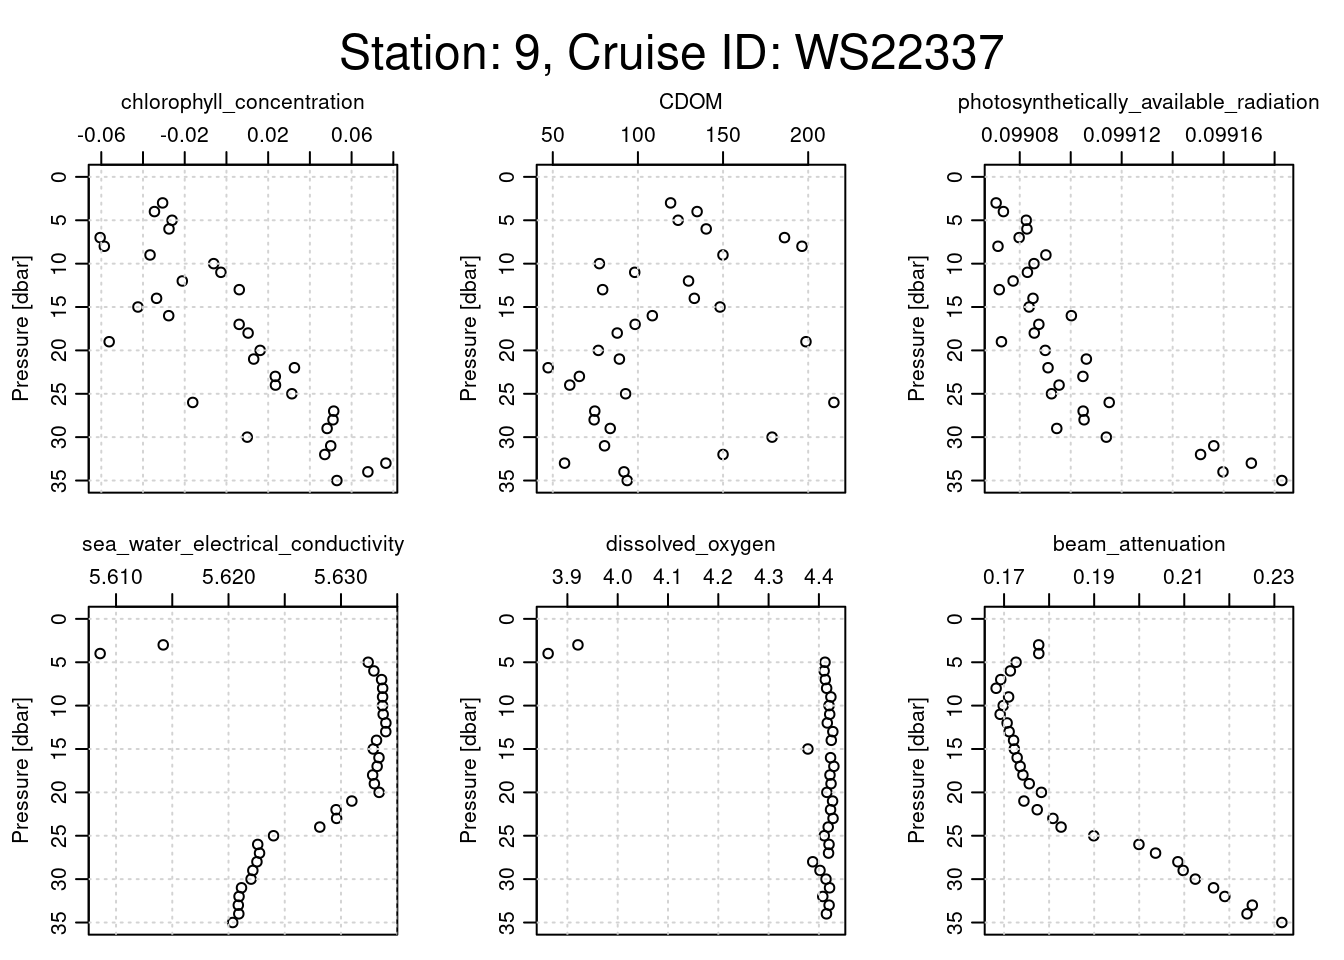 Station: 9, Cruise ID: WS22337
chlorophyll_concentration
-0.06 -0.02 0.02 0.06
Pressure [dbar]
0 5 10 15 20 25 30 35
CDOM
50 100 150 200
Pressure [dbar]
0 5 10 15 20 25 30 35
photosynthetically_available_radiation
0.099108 0.099112 0.099116
Pressure [dbar]
0 5 10 15 20 25 30 35
sea_water_electrical_conductivity
5.610 5.620 5.630
Pressure [dbar]
0 5 10 15 20 25 30 35
dissolved_oxygen
3.9 4.0 4.1 4.2 4.3 4.4
Pressure [dbar]
0 5 10 15 20 25 30 35
beam_attenuation
0.17 0.19 0.21 0.23
Pressure [dbar]
0 5 10 15 20 25 30 35